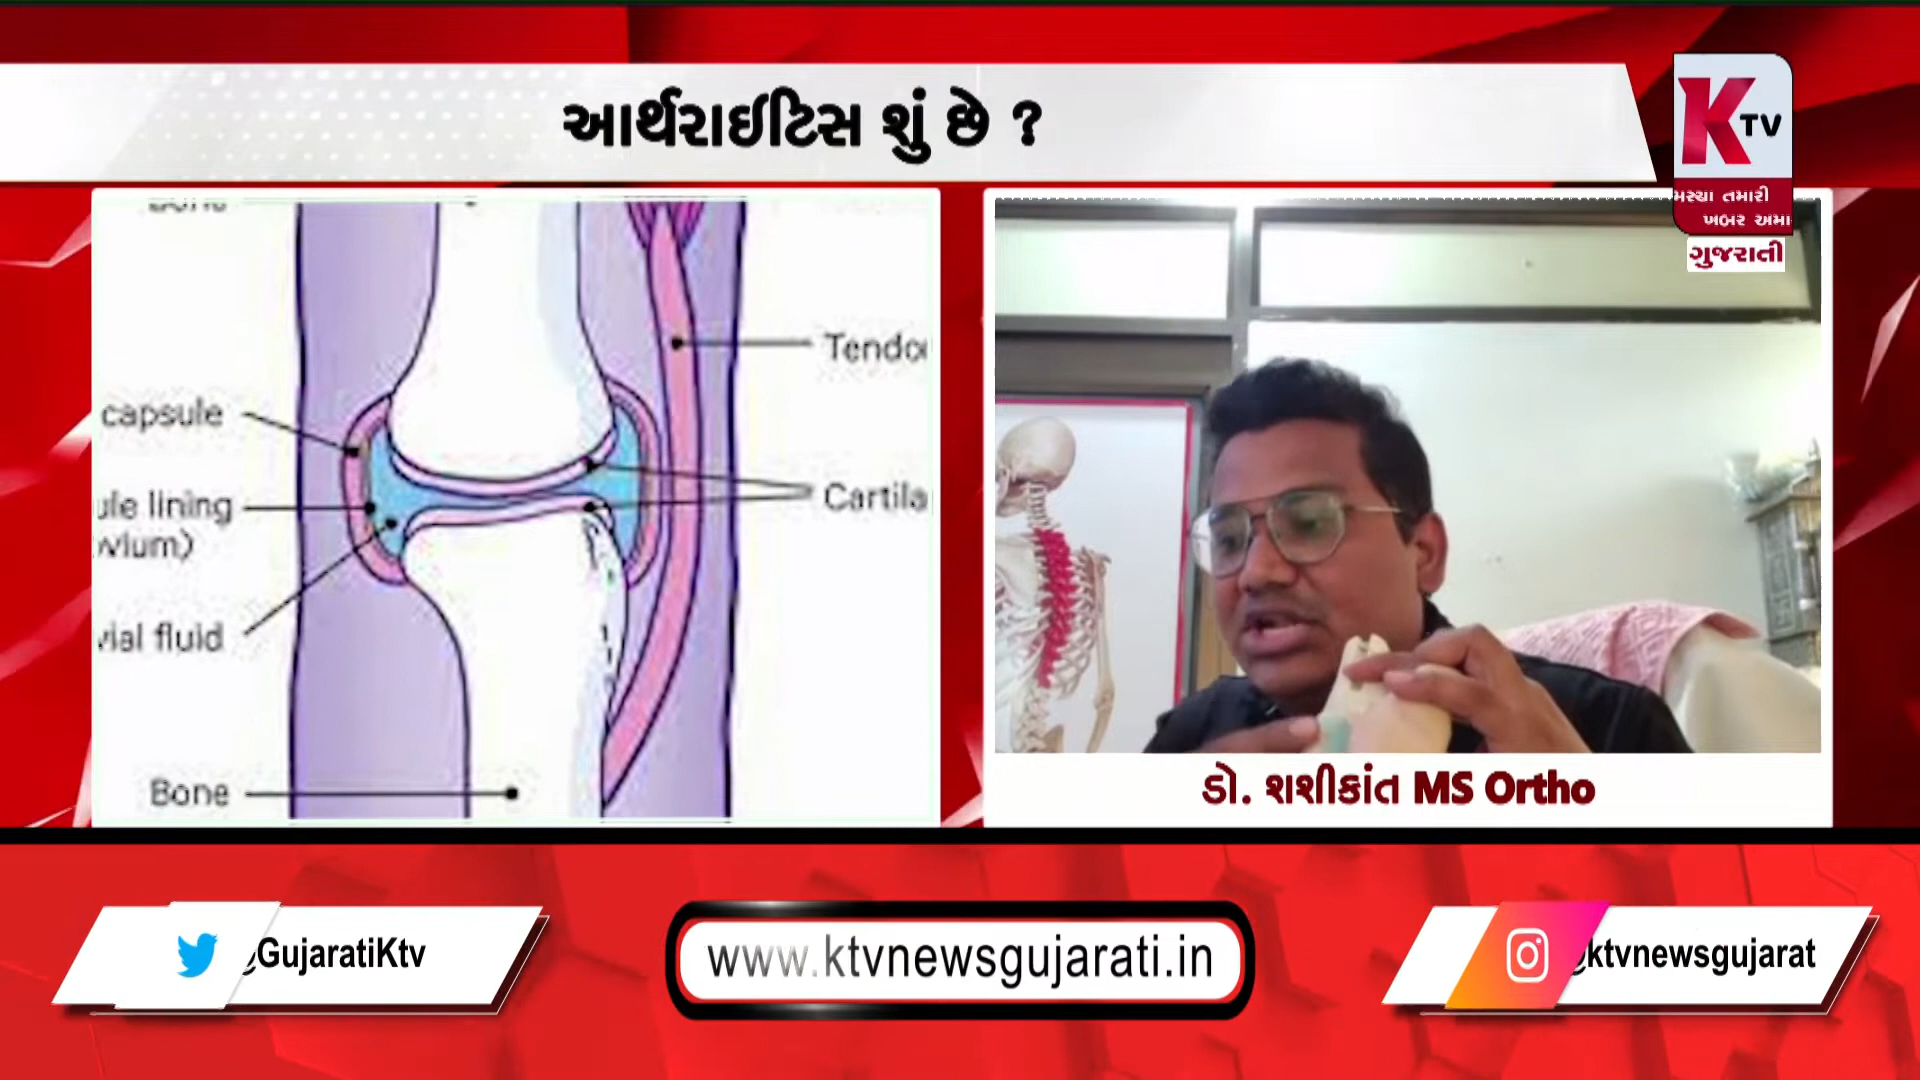 આર્થરાઈટિસ શું છે ?
K TV
મસ્યા તમારી
ખબર અમા
ગુજરાતી
Tendo
capsule
ule lining
ovium)
Cartila
vial fluid
Bone
ડો. શશીકાંત MS Ortho
@GujaratiKtv
www.ktvnewsgujarati.in
@ktvnewsgujarat